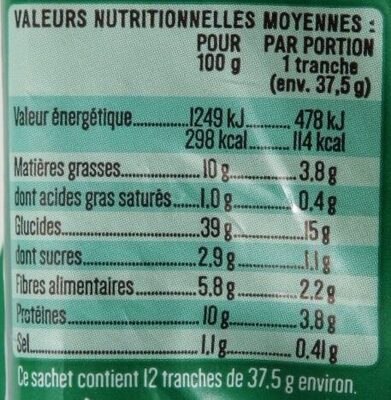 VALEURS NUTRITIONNELLES MOYENNES :
POUR PAR PORTION
100 g 1 tranche
(env. 37,5 g)
Valeur énergétique 1249 kJ 478 kJ
298 kcal 114 kcal
Matières grasses 10 g 3.8 g
dont acides gras saturés 1.0 g 0.4 g
Glucides 39 g 15 g
dont sucres 2.9 g 1.1 g
Fibres alimentaires 5.8 g 2.2 g
Protéines 10 g 3.8 g
Sel 1.1 g 0.41 g
Ce sachet contient 12 tranches de 37.5 g environ.